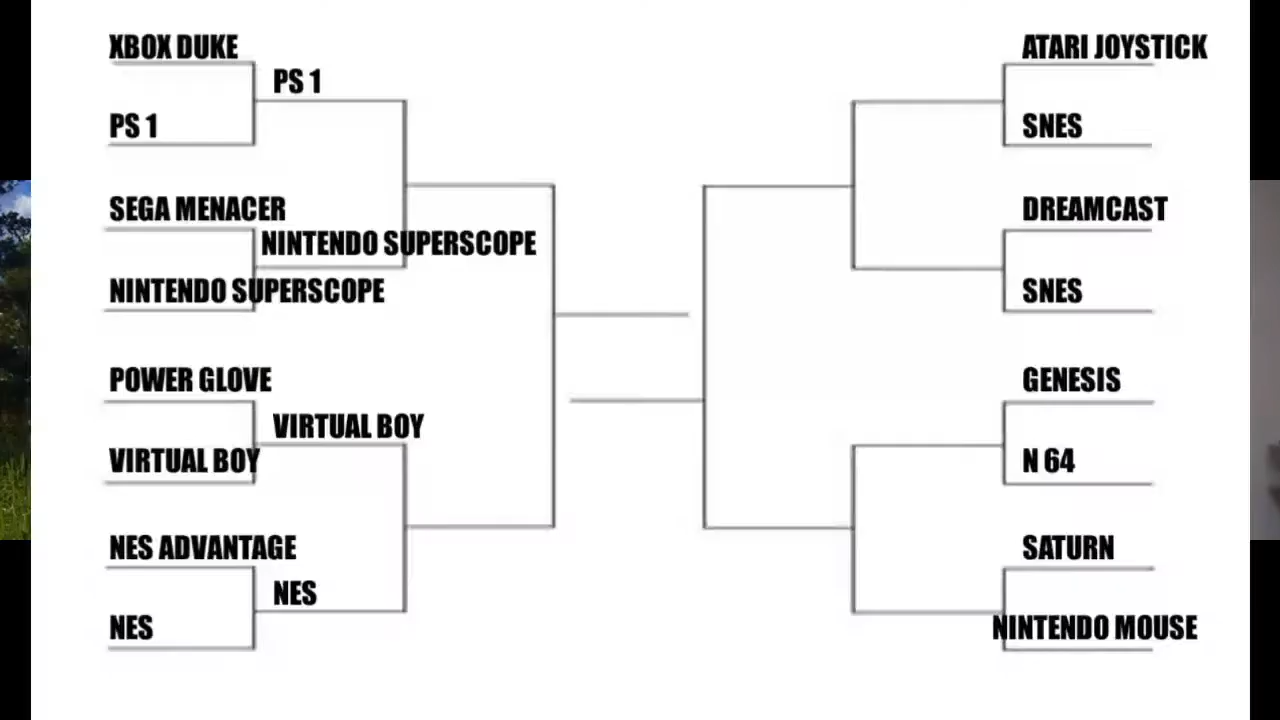 XBOX DUKE
PS 1
PS 1
SEGA MENACER
NINTENDO SUPERSCOPE
NINTENDO SUPERSCOPE
POWER GLOVE
VIRTUAL BOY
VIRTUAL BOY
NES ADVANTAGE
NES
NES
ATARI JOYSTICK
SNES
DREAMCAST
SNES
GENESIS
N 64
SATURN
NINTENDO MOUSE